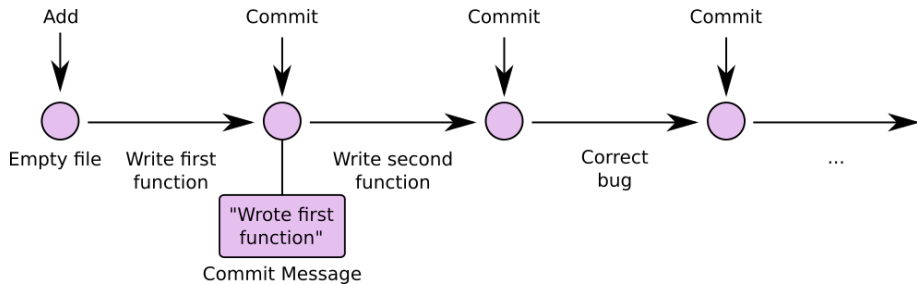 Add
Commit
Commit
Commit
Empty file
Write first
function
Write second
function
Correct
bug
...
"Wrote first
function"
Commit Message